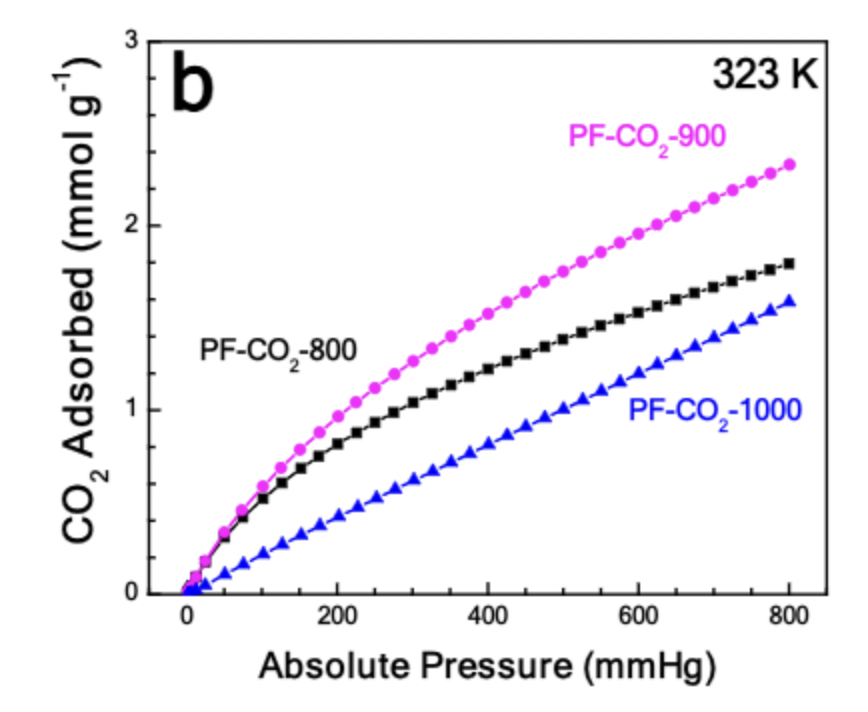 b
323 K
PF-CO₂-900
PF-CO₂-800
PF-CO₂-1000
CO₂ Adsorbed (mmol g⁻¹)
3
2
1
0
0 200 400 600 800
Absolute Pressure (mmHg)